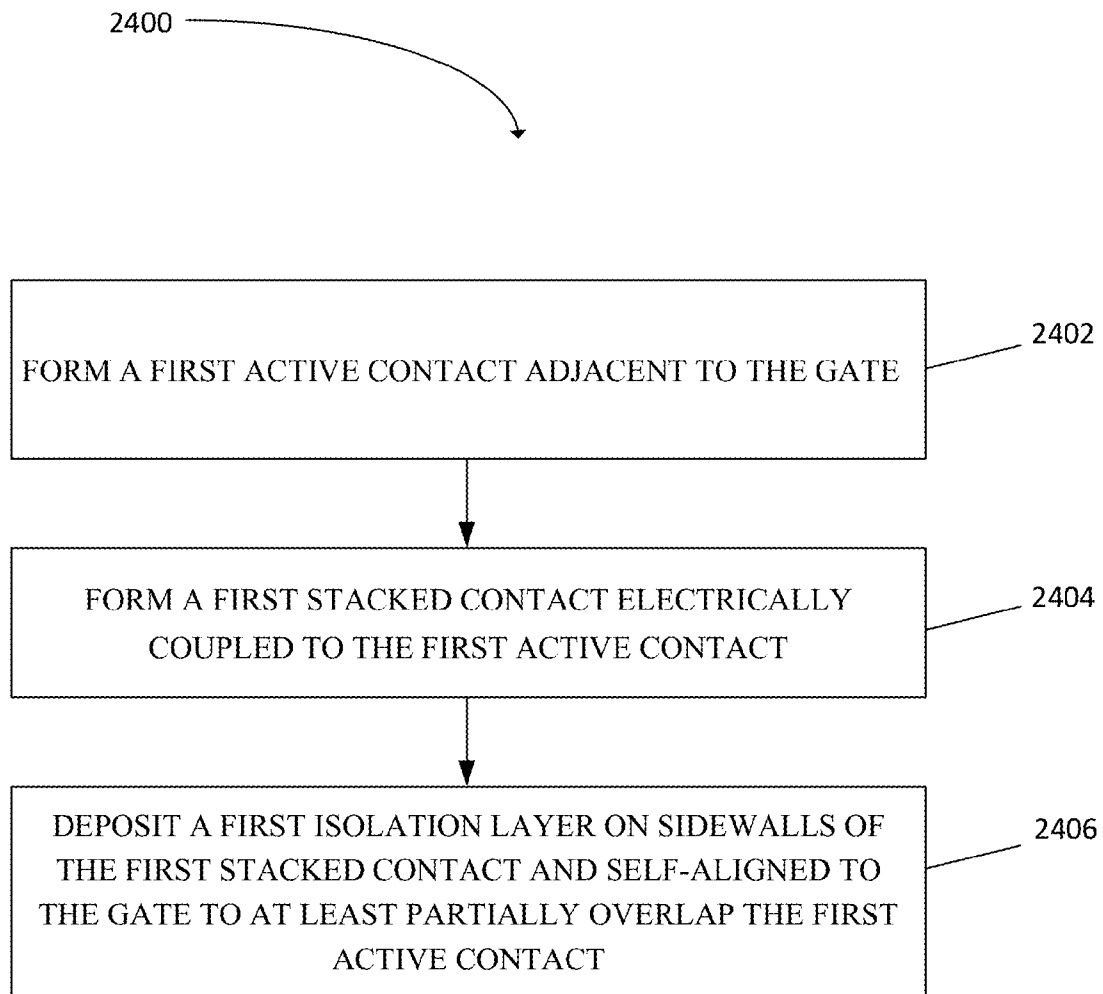 2400
FORM A FIRST ACTIVE CONTACT ADJACENT TO THE GATE
2402
FORM A FIRST STACKED CONTACT ELECTRICALLY
COUPLED TO THE FIRST ACTIVE CONTACT
2404
DEPOSIT A FIRST ISOLATION LAYER ON SIDEWALLS OF
THE FIRST STACKED CONTACT AND SELF-ALIGNED TO
THE GATE TO AT LEAST PARTIALLY OVERLAP THE FIRST
ACTIVE CONTACT
2406